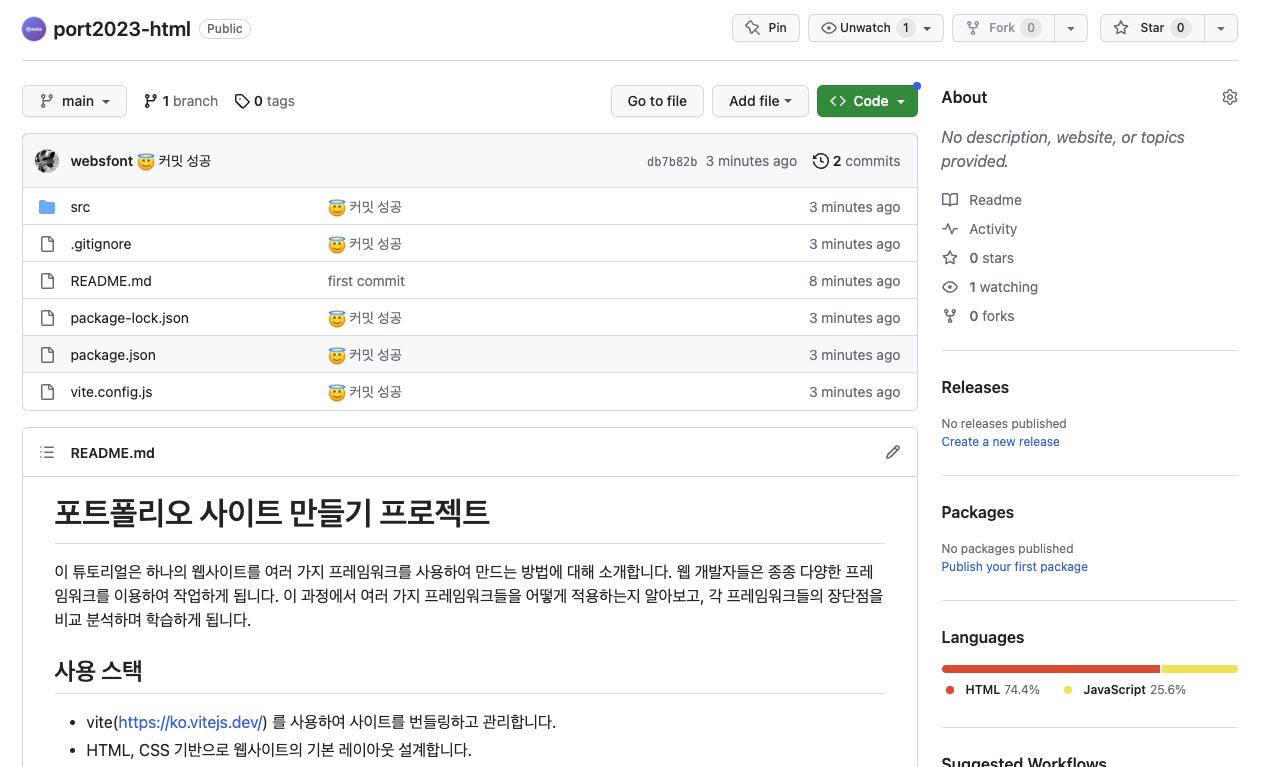 port2023-html Public Pin Unwatch 1 Fork 0 Star 0
main 1 branch 0 tags Go to file Add file Code
websfont 😇 커밋 성공 db7b82b 3 minutes ago 2 commits
src 😇 커밋 성공 3 minutes ago
.gitignore 😇 커밋 성공 3 minutes ago
README.md first commit 8 minutes ago
package-lock.json 😇 커밋 성공 3 minutes ago
package.json 😇 커밋 성공 3 minutes ago
vite.config.js 😇 커밋 성공 3 minutes ago
README.md
포트폴리오 사이트 만들기 프로젝트
이 튜토리얼은 하나의 웹사이트를 여러 가지 프레임워크를 사용하여 만드는 방법에 대해 소개합니다. 웹 개발자들은 종종 다양한 프레
임워크를 이용하여 작업하게 됩니다. 이 과정에서 여러 가지 프레임워크들을 어떻게 적용하는지 알아보고, 각 프레임워크들의 장단점을
비교 분석하며 학습하게 됩니다.
사용 스택
• vite(https://ko.vitejs.dev/) 를 사용하여 사이트를 번들링하고 관리합니다.
• HTML, CSS 기반으로 웹사이트의 기본 레이아웃 설계합니다.
About
No description, website, or topics
provided.
Readme
Activity
0 stars
1 watching
0 forks
Releases
No releases published
Create a new release
Packages
No packages published
Publish your first package
Languages
HTML 74.4% JavaScript 25.6%
Suggested Workflows